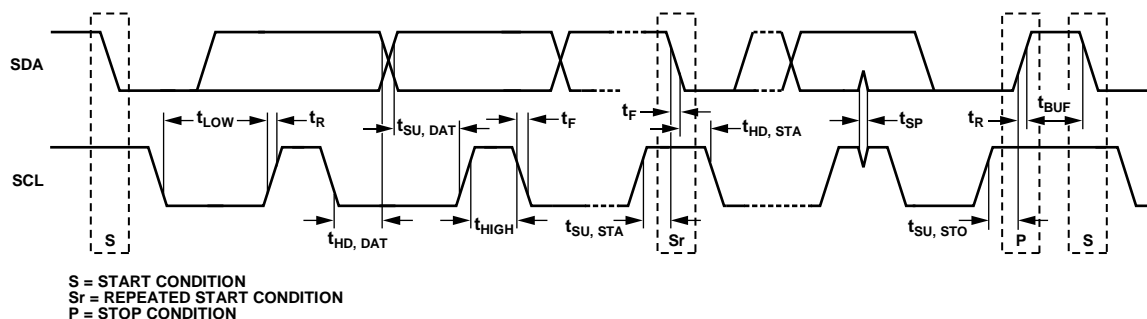 SDA
tLOW
tR
tSU, DAT
tF
tF
tHD, STA
tSP
tR
tBUF
SCL
tHD, DAT
tHIGH
tSU, STA
tSU, STO
S
Sr
P
S
S = START CONDITION
Sr = REPEATED START CONDITION
P = STOP CONDITION